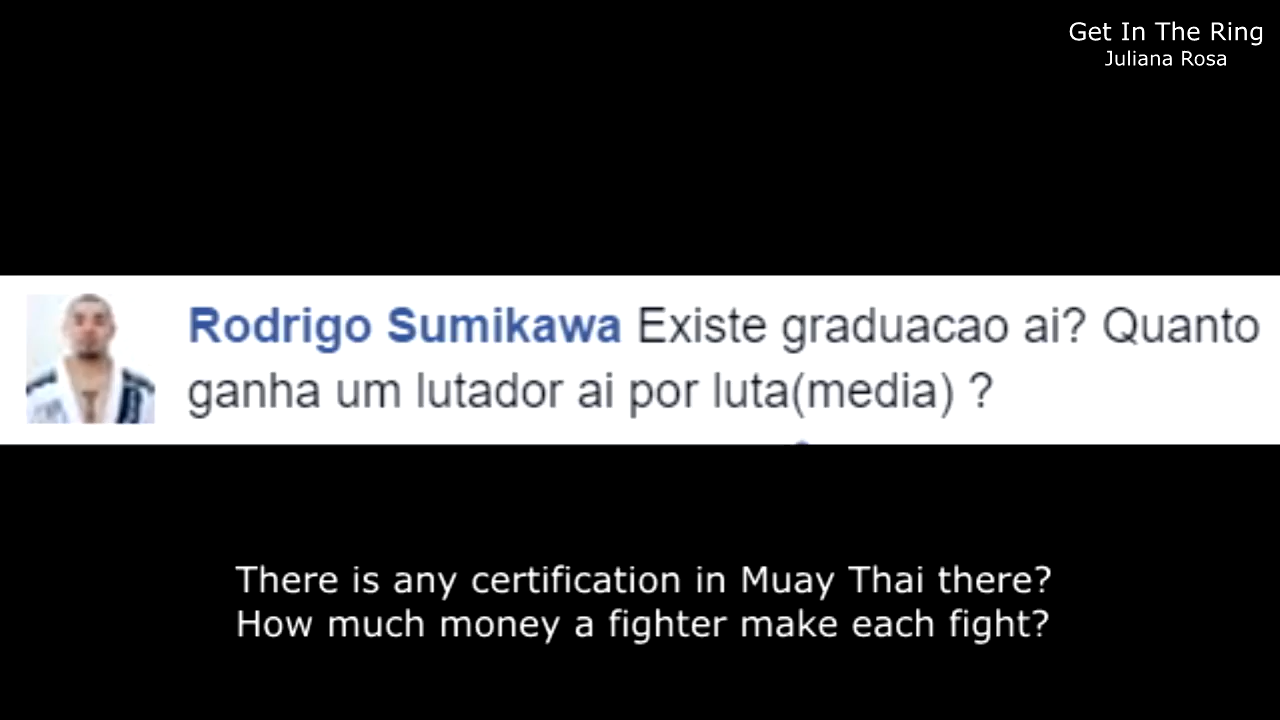 Get In The Ring
Juliana Rosa
Rodrigo Sumikawa Existe graduacao ai? Quanto
ganha um lutador ai por luta(media) ?
There is any certification in Muay Thai there?
How much money a fighter make each fight?